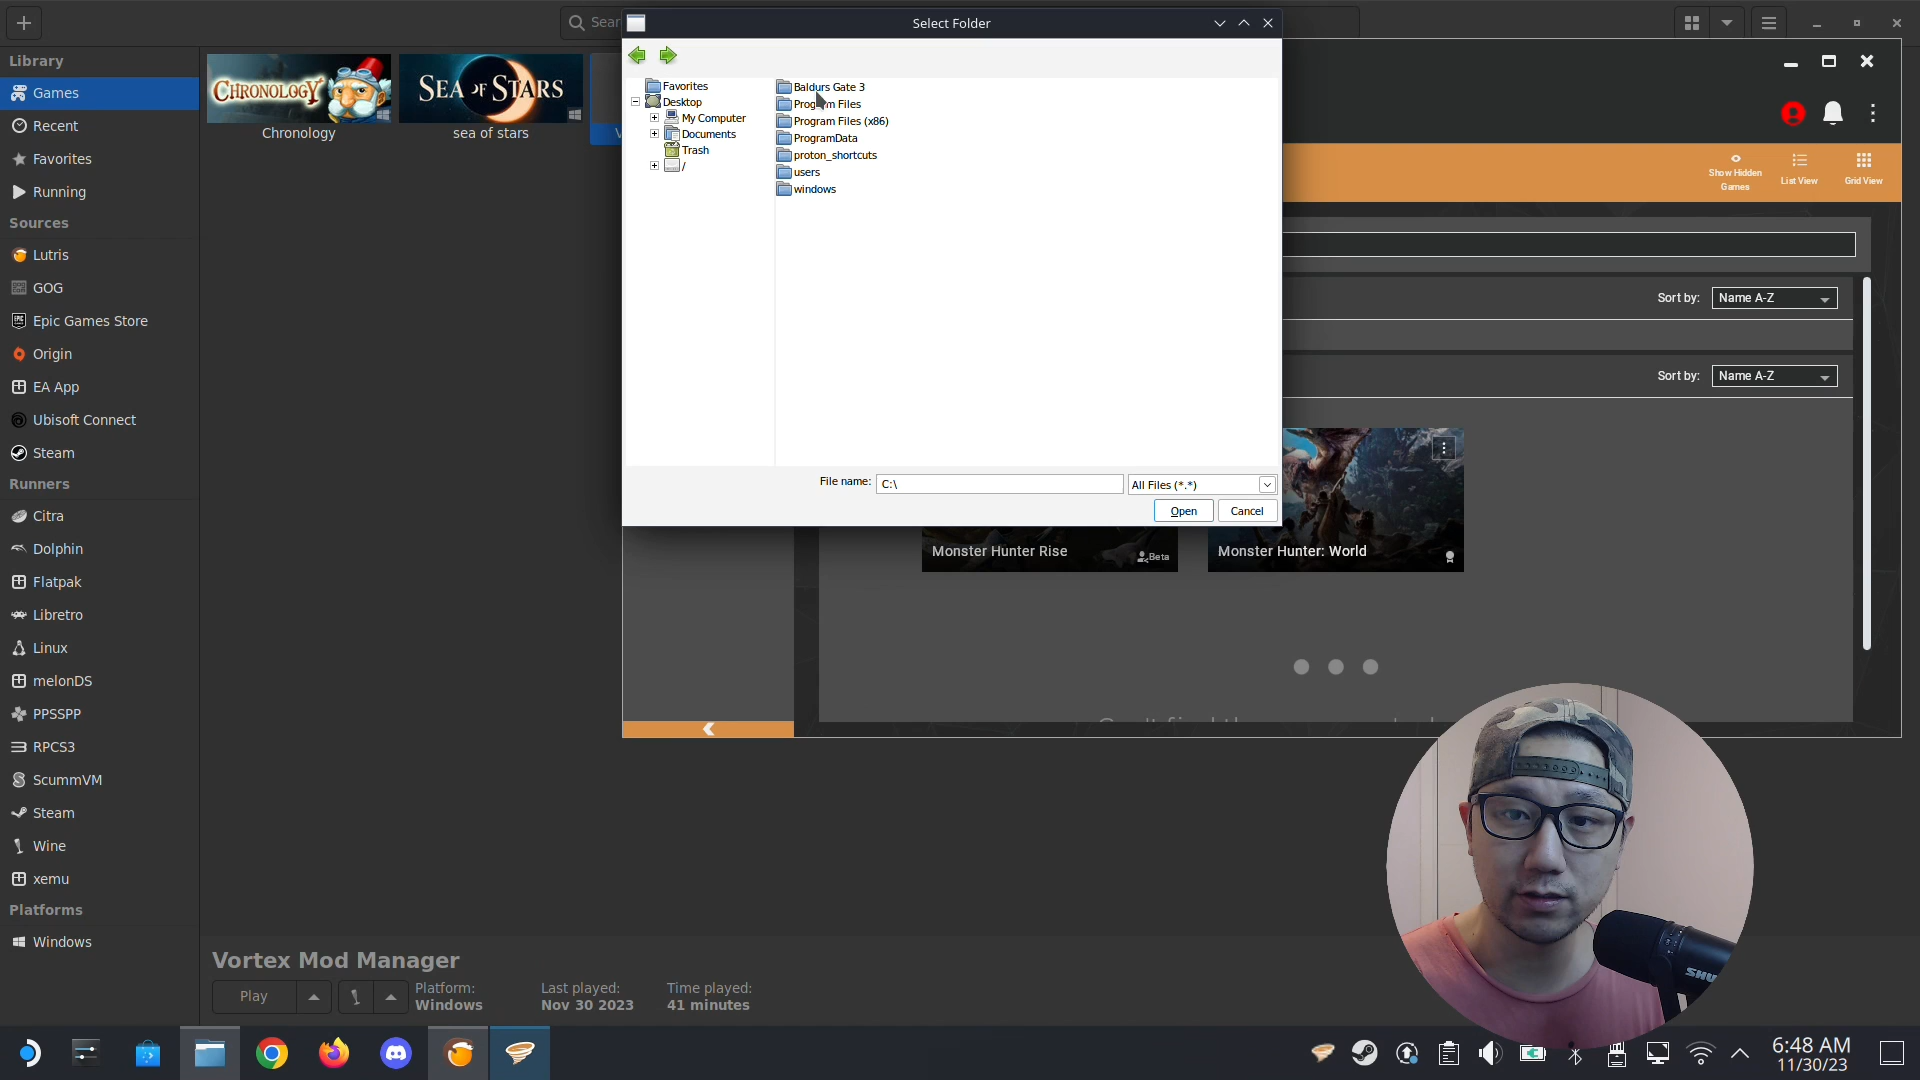 Sear
Library
Games
Recent
Favorites
Running
Sources
Lutris
GOG
Epic Games Store
Origin
EA App
Ubisoft Connect
Steam
Runners
Citra
Dolphin
Flatpak
Libretro
Linux
melonDS
PPSSPP
RPCS3
ScummVM
Steam
Wine
xemu
Platforms
Windows
CHRONOLOGY
Chronology
SEA OF STARS
sea of stars
V
Select Folder
Favorites
Desktop
My Computer
Documents
Trash
/
Baldurs Gate 3
Program Files
Program Files (x86)
ProgramData
proton_shortcuts
users
windows
File name:
C:\
All Files (*.*)
Open
Cancel
Show Hidden
Games
List View
Grid View
Sort by:
Name A-Z
Sort by:
Name A-Z
Monster Hunter Rise
Beta
Monster Hunter: World
Vortex Mod Manager
Play
Platform:
Windows
Last played:
Nov 30 2023
Time played:
41 minutes
SHU
6:48 AM
11/30/23